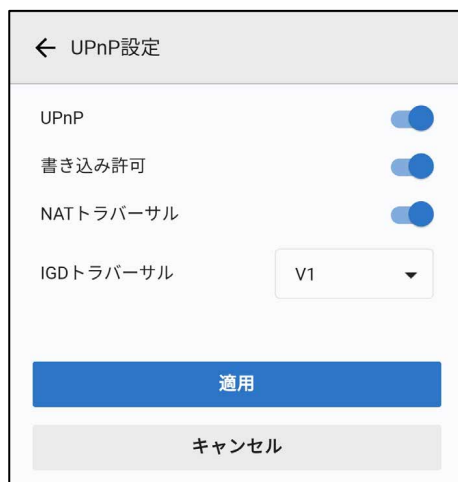 ← UPnP設定
UPnP
書き込み許可
NATトラバーサル
IGDトラバーサル V1
適用
キャンセル